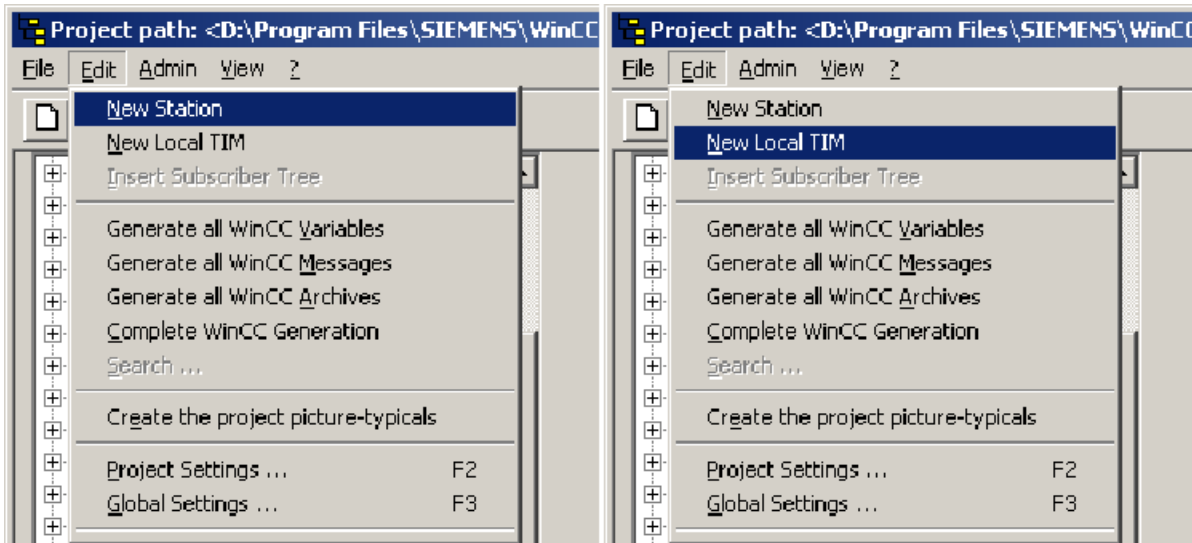 Project path: <D:\Program Files\SIEMENS\WinCC
File Edit Admin View ?
New Station
New Local TIM
Insert Subscriber Tree
Generate all WinCC Variables
Generate all WinCC Messages
Generate all WinCC Archives
Complete WinCC Generation
Search ...
Create the project picture-typicals
Project Settings ... F2
Global Settings ... F3
Project path: <D:\Program Files\SIEMENS\WinCC
File Edit Admin View ?
New Station
New Local TIM
Insert Subscriber Tree
Generate all WinCC Variables
Generate all WinCC Messages
Generate all WinCC Archives
Complete WinCC Generation
Search ...
Create the project picture-typicals
Project Settings ... F2
Global Settings ... F3